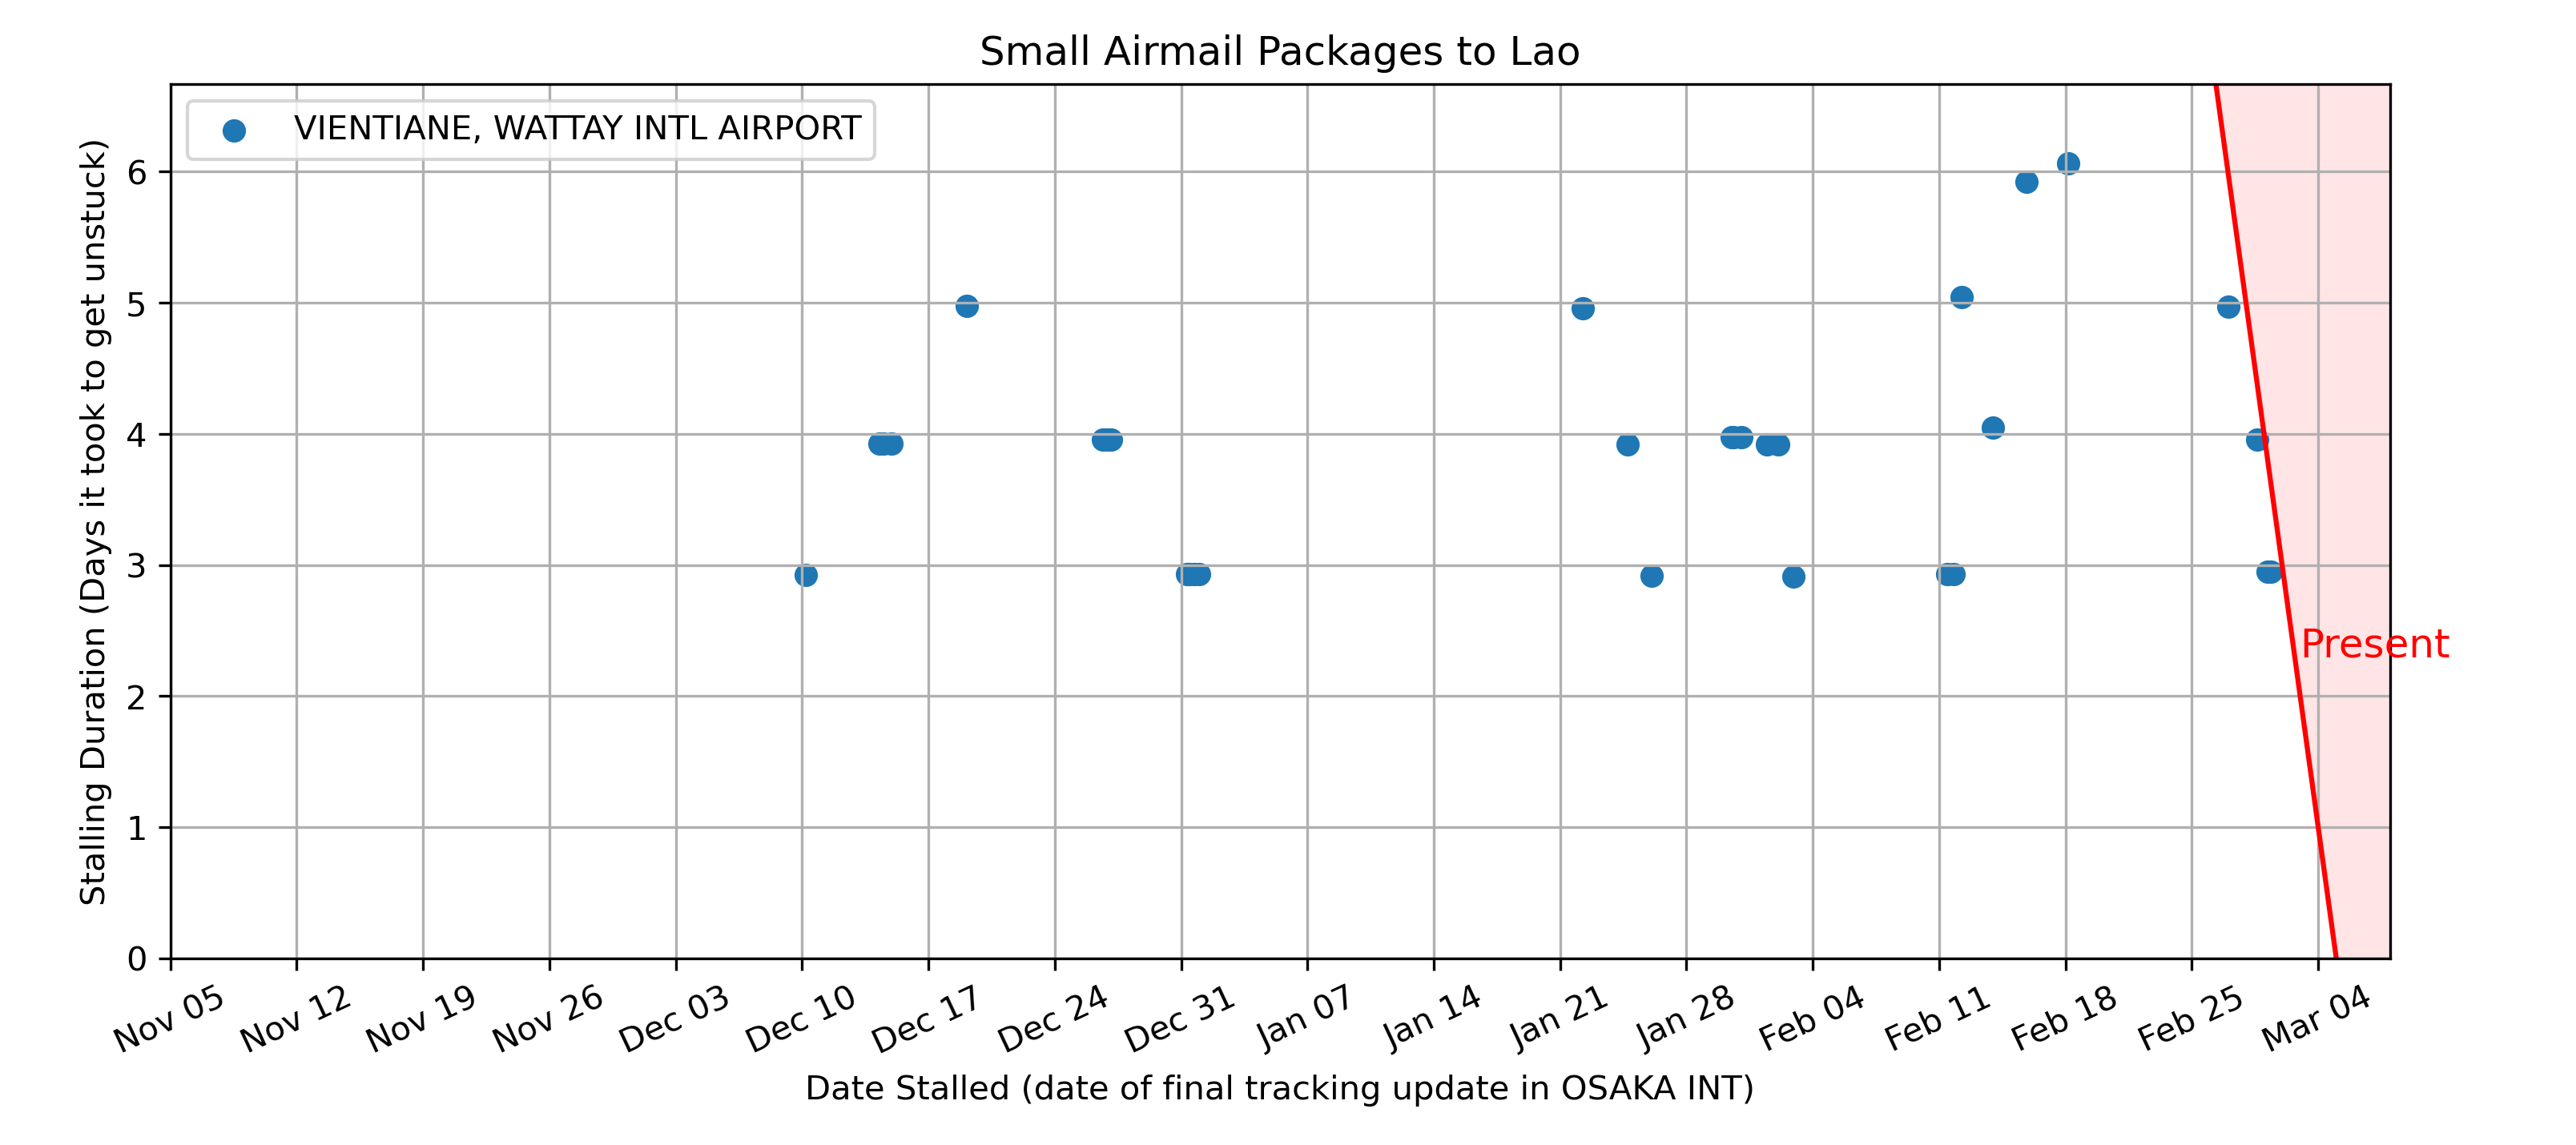 Small Airmail Packages to Lao
VIENTIANE, WATTAY INTL AIRPORT
Stalling Duration (Days it took to get unstuck)
6
5
4
3
2
1
0
Present
Nov 05
Nov 12
Nov 19
Nov 26
Dec 03
Dec 10
Dec 17
Dec 24
Dec 31
Jan 07
Jan 14
Jan 21
Jan 28
Feb 04
Feb 11
Feb 18
Feb 25
Mar 04
Date Stalled (date of final tracking update in OSAKA INT)